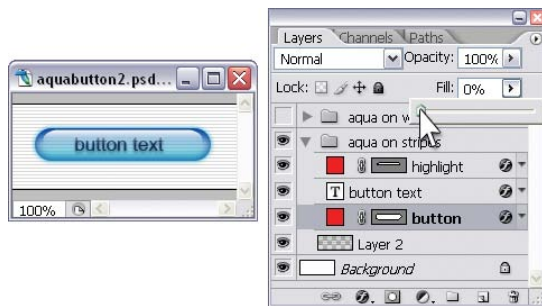 aquabutton2.psd...
button text
100%
Layers Channels Paths
Normal Opacity: 100%
Lock: Fill: 0%
aqua on
aqua on stripes
highlight
T button text
button
Layer 2
Background